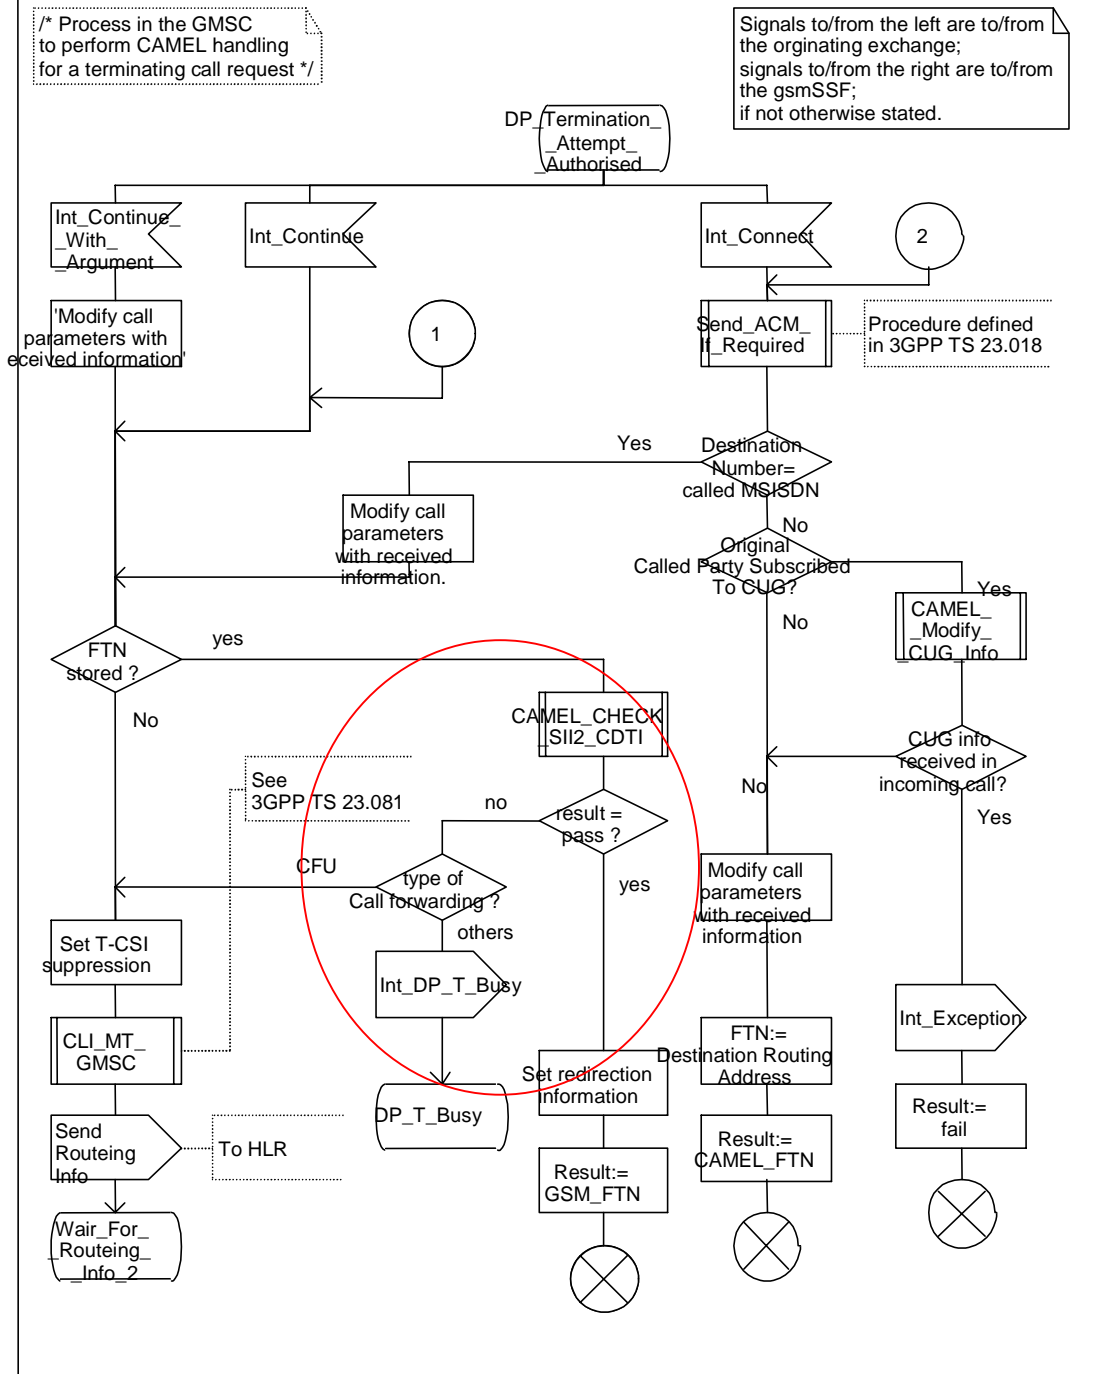 /* Process in the GMSC
to perform CAMEL handling
for a terminating call request */
Signals to/from the left are to/from
the orginating exchange;
signals to/from the right are to/from
the gsmSSF;
if not otherwise stated.
DP_Termination_
_Attempt_
_Authorised
Int_Continue_
_With_
_Argument
Int_Continue
Int_Connect
2
'Modify call
parameters with
eceived information'
1
Send_ACM_
If_Required
Procedure defined
in 3GPP TS 23.018
Yes
Destination
Number=
called MSISDN
Modify call
parameters
with received
information.
No
Original
Called Party Subscribed
To CUG?
Yes
No
CAMEL_
_Modify_
_CUG_Info
FTN
stored ?
yes
No
CAMEL_CHECK
_SII2_CDTI
CUG info
received in
incoming call?
No
Yes
See
3GPP TS 23.081
no
result =
pass ?
yes
CFU
type of
Call forwarding ?
others
Modify call
parameters
with received
information
Set T-CSI
suppression
Int_DP_T_Busy
CLI_MT_
GMSC
Int_Exception
FTN:=
Destination Routing
Address
Set redirection
information
DP_T_Busy
Send
Routeing
Info
To HLR
Result:=
fail
Result:=
CAMEL_FTN
Result:=
GSM_FTN
Wair_For_
_Routeing_
_Info_2